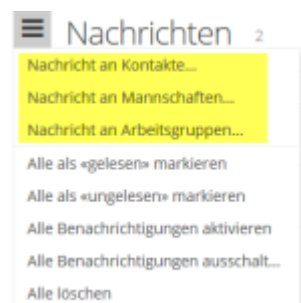 Nachrichten 2
Nachricht an Kontakte...
Nachricht an Mannschaften...
Nachricht an Arbeitsgruppen...
Alle als «gelesen» markieren
Alle als «ungelesen» markieren
Alle Benachrichtigungen aktivieren
Alle Benachrichtigungen ausschalt...
Alle löschen